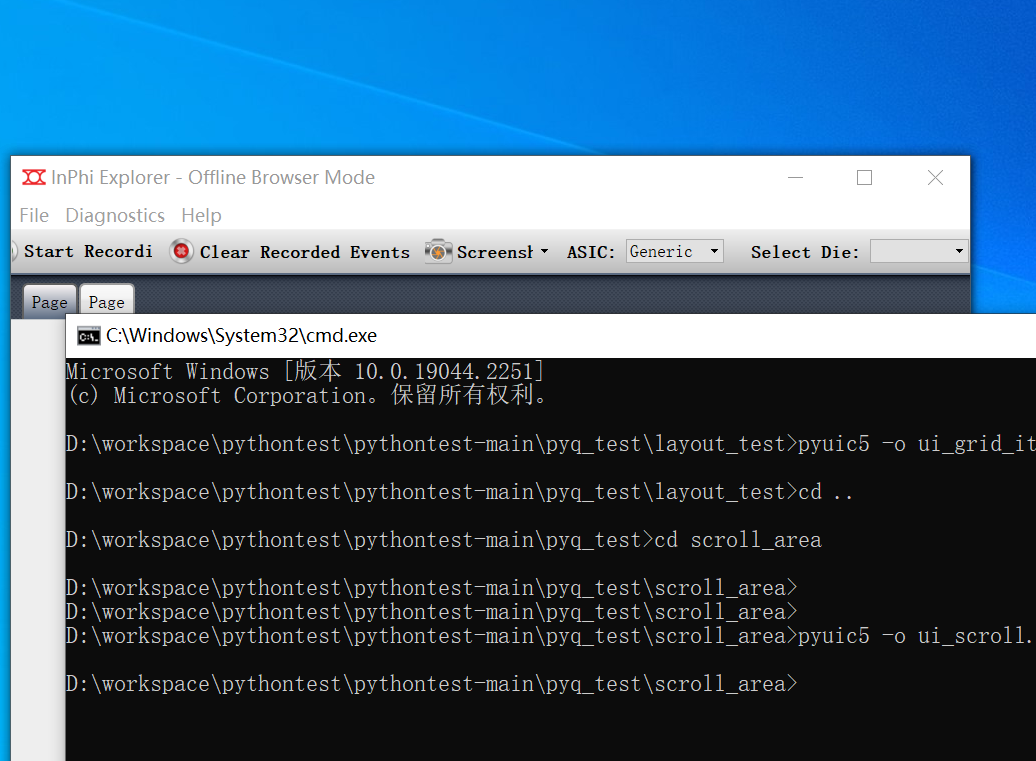 InPhi Explorer - Offline Browser Mode
File Diagnostics Help
Start Recordi Clear Recorded Events Screensh ASIC: Generic Select Die:
Page Page
C:\Windows\System32\cmd.exe
Microsoft Windows [版本 10.0.19044.2251]
(c) Microsoft Corporation。保留所有权利。
D:\workspace\pythontest\pythontest-main\pyq_test\layout_test>pyuic5 -o ui_grid_it
D:\workspace\pythontest\pythontest-main\pyq_test\layout_test>cd ..
D:\workspace\pythontest\pythontest-main\pyq_test>cd scroll_area
D:\workspace\pythontest\pythontest-main\pyq_test\scroll_area>
D:\workspace\pythontest\pythontest-main\pyq_test\scroll_area>
D:\workspace\pythontest\pythontest-main\pyq_test\scroll_area>pyuic5 -o ui_scroll.
D:\workspace\pythontest\pythontest-main\pyq_test\scroll_area>